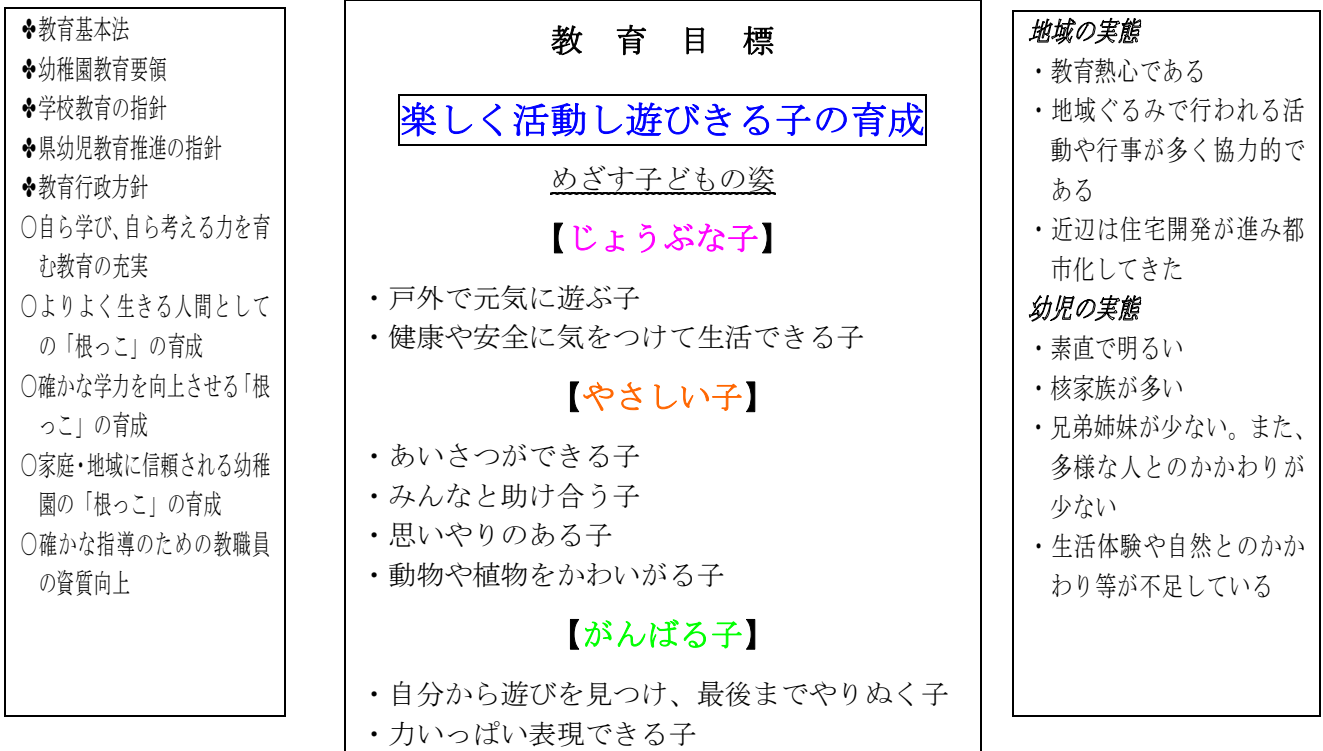 ✤教育基本法
✤幼稚園教育要領
✤学校教育の指針
✤県幼児教育推進の指針
✤教育行政方針
○自ら学び、自ら考える力を育
む教育の充実
○よりよく生きる人間として
の「根っこ」の育成
○確かな学力を向上させる「根
っこ」の育成
○家庭・地域に信頼される幼稚
園の「根っこ」の育成
○確かな指導のための教職員
の資質向上
教 育 目 標
楽しく活動し遊びきる子の育成
めざす子どもの姿
【じょうぶな子】
・戸外で元気に遊ぶ子
・健康や安全に気をつけて生活できる子
【やさしい子】
・あいさつができる子
・みんなと助け合う子
・思いやりのある子
・動物や植物をかわいがる子
【がんばる子】
・自分から遊びを見つけ、最後までやりぬく子
・力いっぱい表現できる子
地域の実態
・教育熱心である
・地域ぐるみで行われる活
動や行事が多く協力的で
ある
・近辺は住宅開発が進み都
市化してきた
幼児の実態
・素直で明るい
・核家族が多い
・兄弟姉妹が少ない。また、
多様な人とのかかわりが
少ない
・生活体験や自然とのかか
わり等が不足している